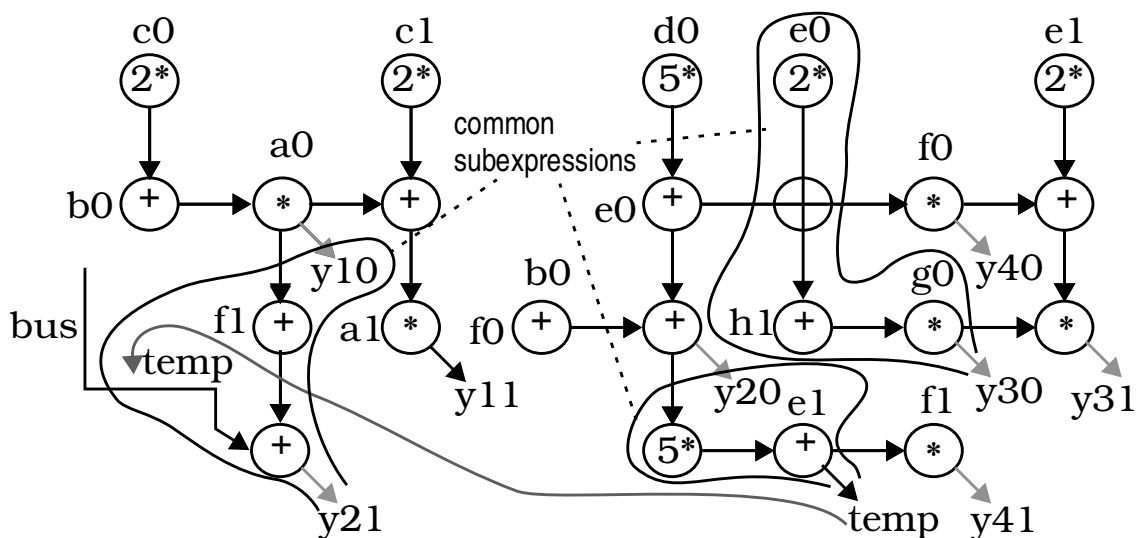 c0 c1 d0 e0 e1
2* 2* 5* 2* 2*
common
subexpressions
a0 f0
b0 + * + e0 + * +
y10 y40
b0 g0
bus f1 + a1 * f0 + + h1 + * *
temp y11 y20 y30 y31
e1 f1
+ 5* + *
y21 temp y41